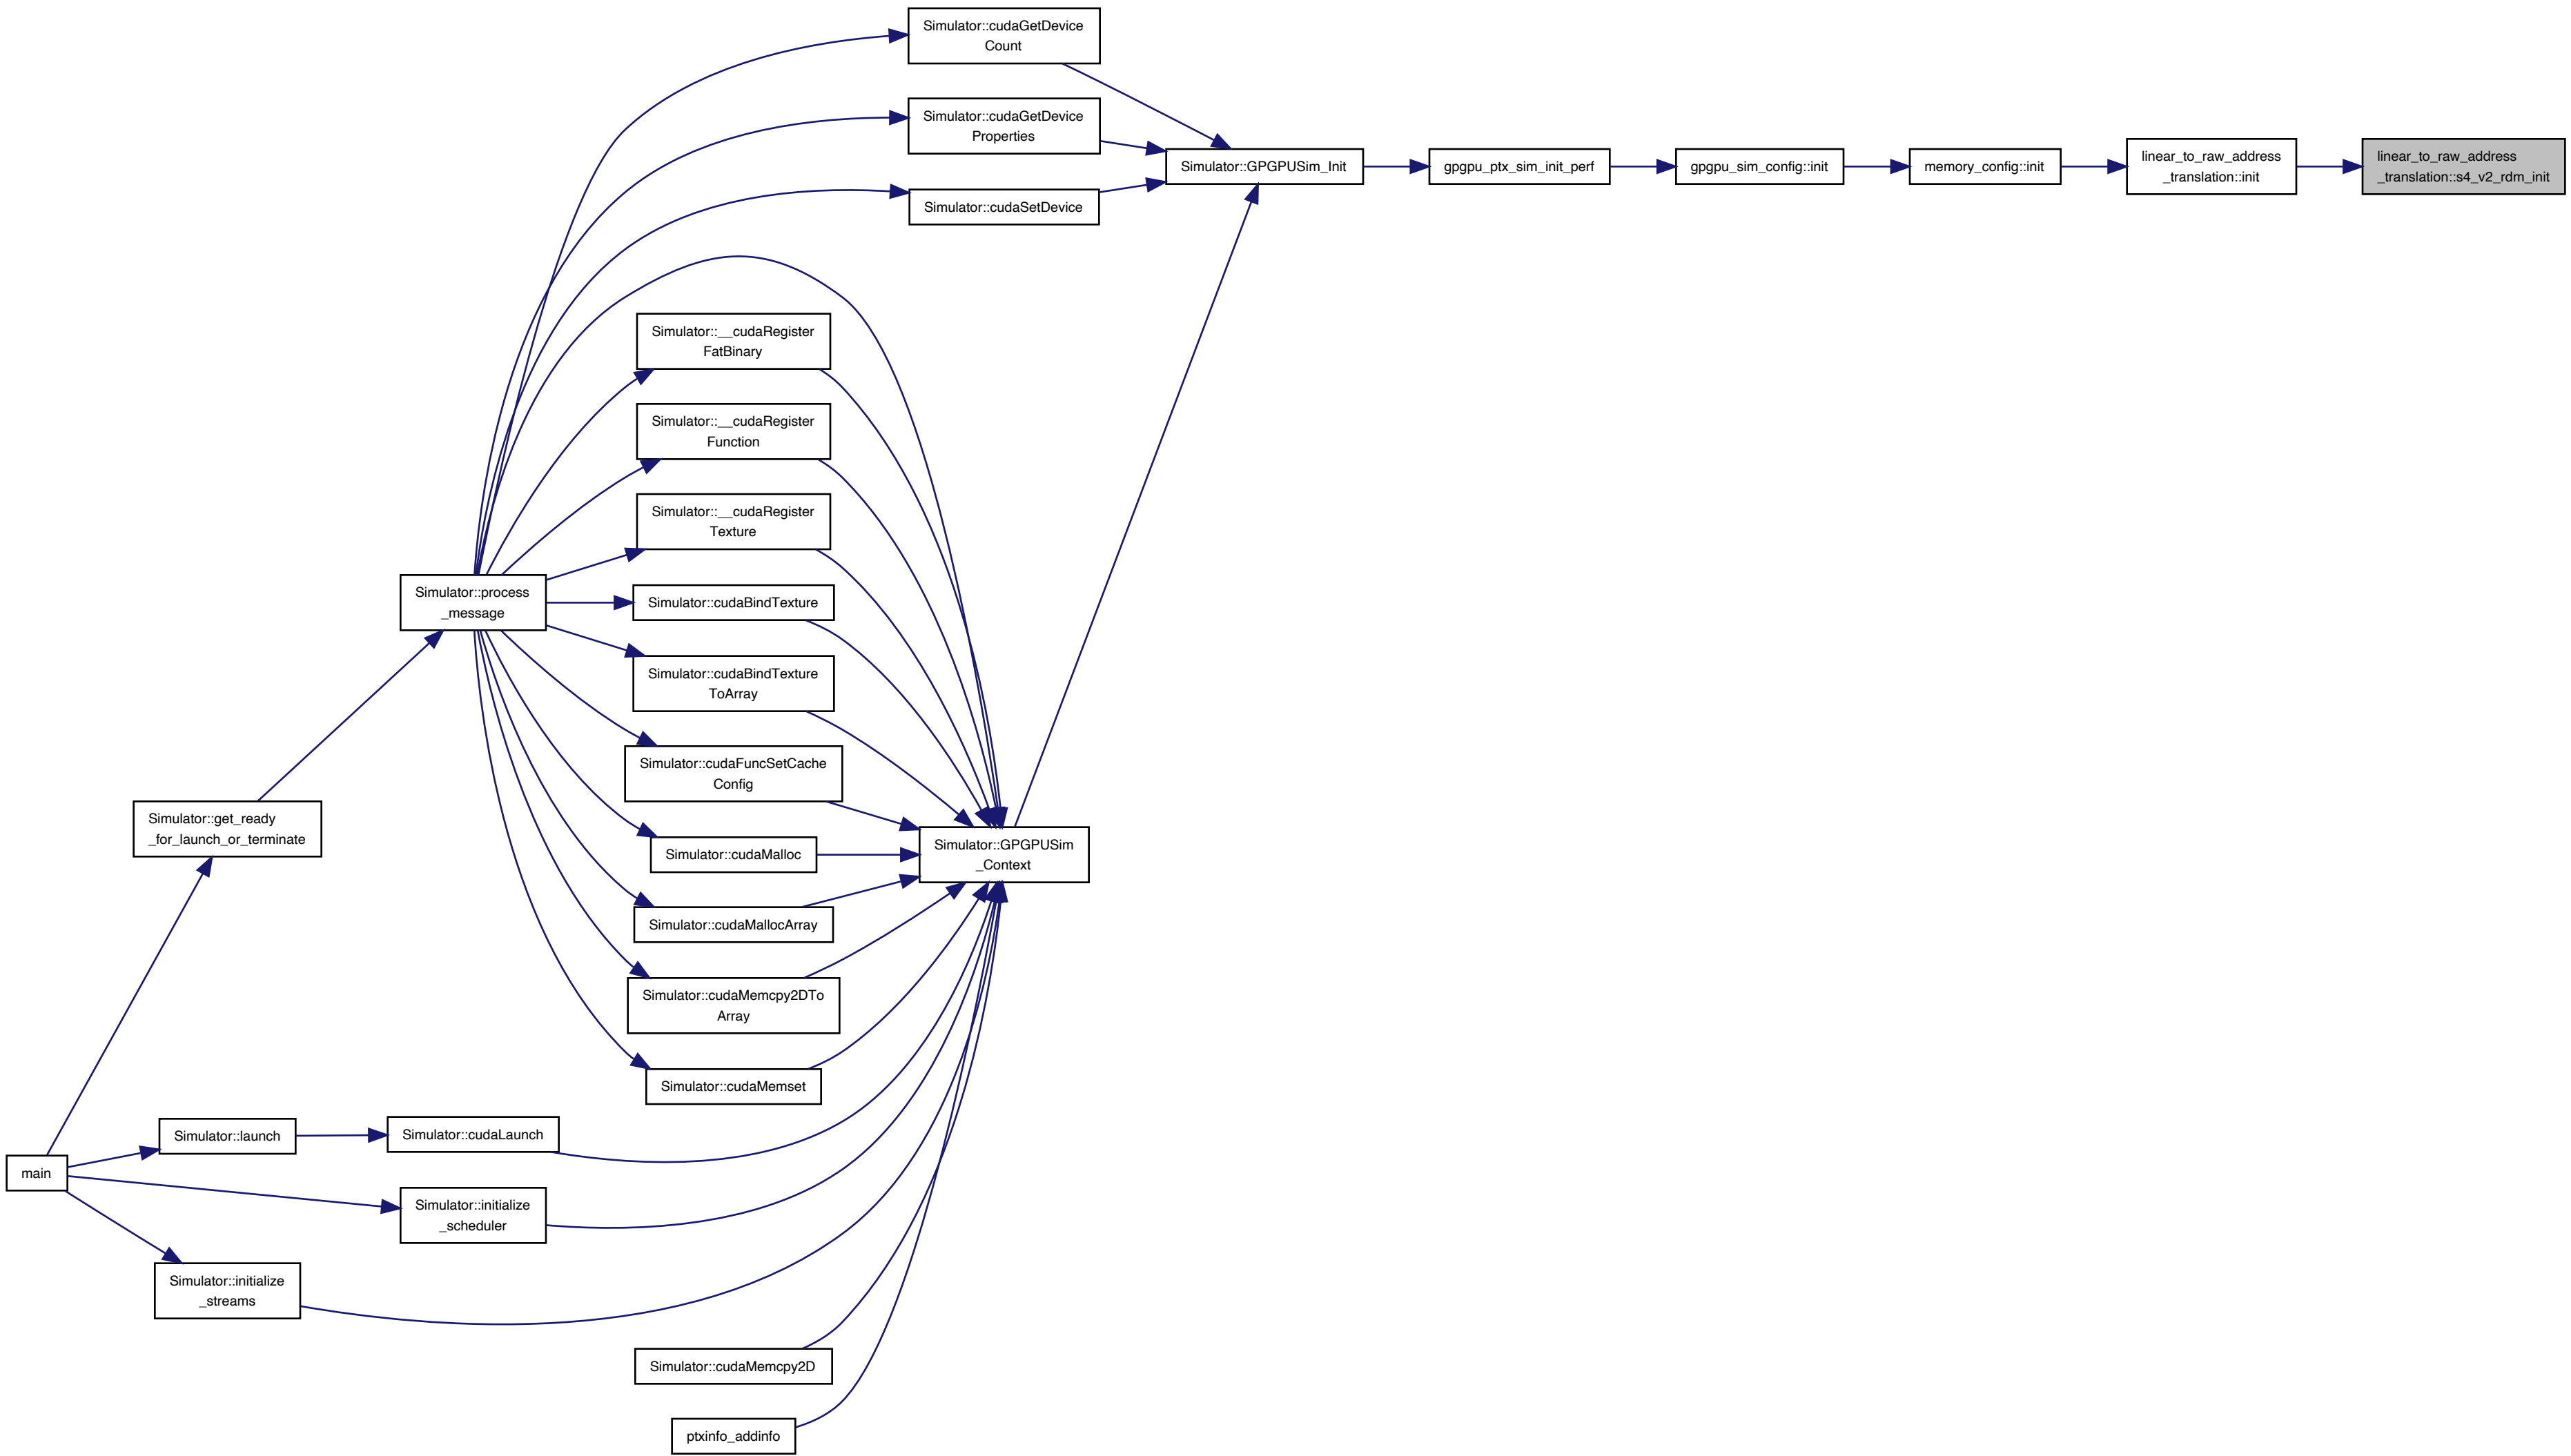 Simulator::cudaGetDevice
Count
Simulator::cudaGetDevice
Properties
Simulator::GPGPUSim_Init
gpgpu_ptx_sim_init_perf
gpgpu_sim_config::init
memory_config::init
linear_to_raw_address
_translation::init
linear_to_raw_address
_translation::s4_v2_rdm_init
Simulator::cudaSetDevice
Simulator::__cudaRegister
FatBinary
Simulator::__cudaRegister
Function
Simulator::__cudaRegister
Texture
Simulator::process
_message
Simulator::cudaBindTexture
Simulator::cudaBindTexture
ToArray
Simulator::cudaFuncSetCache
Config
Simulator::get_ready
_for_launch_or_terminate
Simulator::cudaMalloc
Simulator::GPGPUSim
_Context
Simulator::cudaMallocArray
Simulator::cudaMemcpy2DTo
Array
Simulator::cudaMemset
Simulator::launch
Simulator::cudaLaunch
main
Simulator::initialize
_scheduler
Simulator::initialize
_streams
Simulator::cudaMemcpy2D
ptxinfo_addinfo